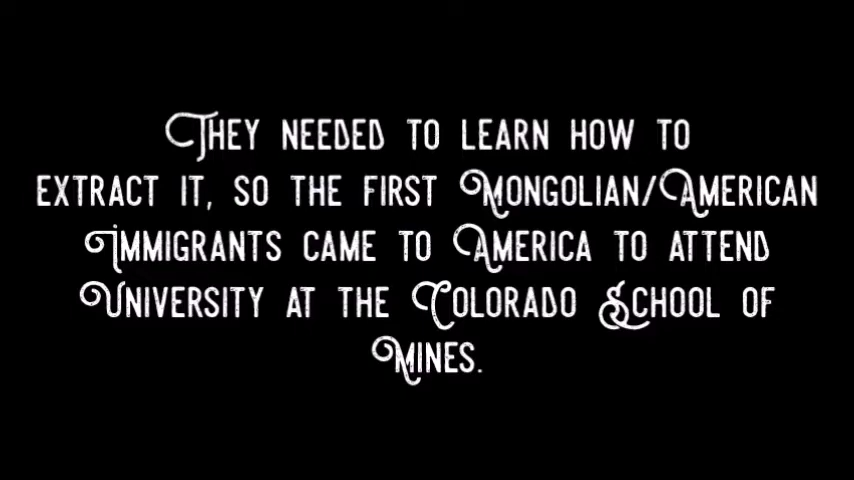 They needed to learn how to
extract it, so the first Mongolian/American
Immigrants came to America to attend
University at the Colorado School of
Mines.